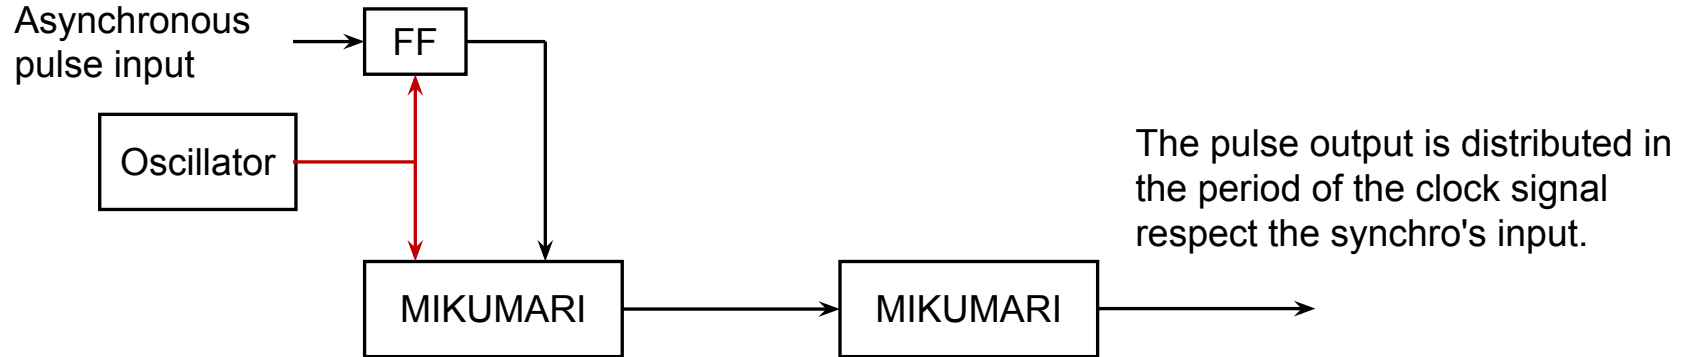 Asynchronous
pulse input
FF
Oscillator
The pulse output is distributed in
the period of the clock signal
respect the synchro's input.
MIKUMARI
MIKUMARI